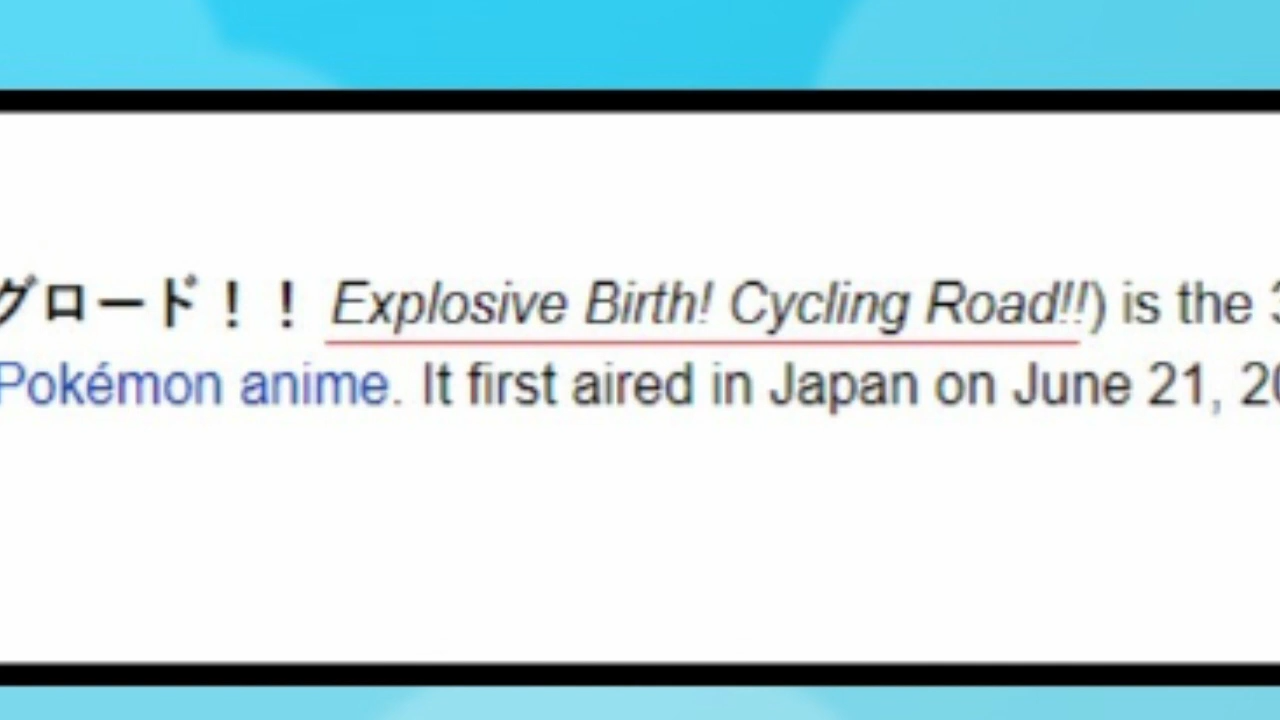 グロード！！ Explosive Birth! Cycling Road!!) is the
Pokémon anime. It first aired in Japan on June 21,